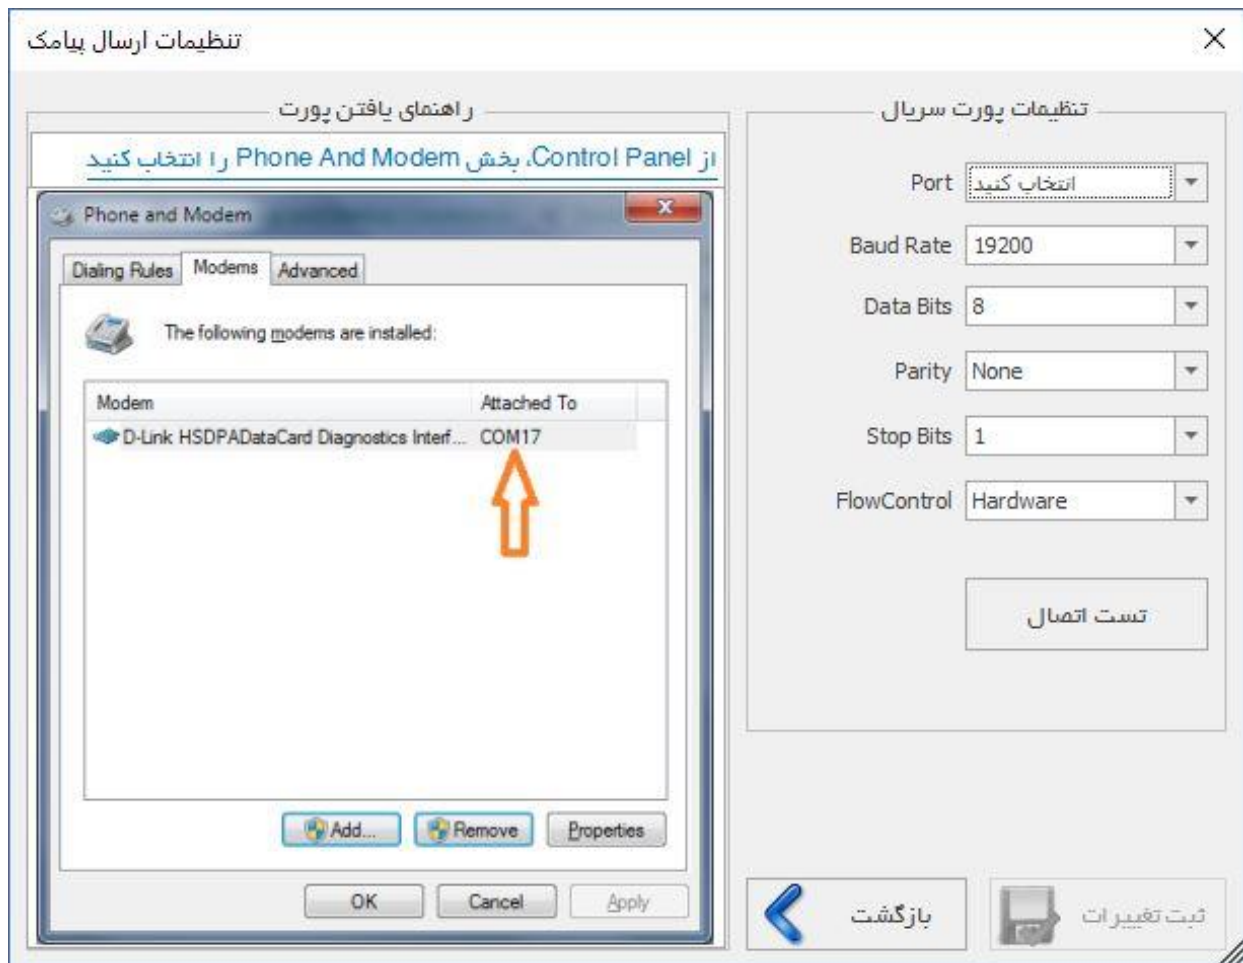 تنظیمات ارسال پیامک
تنظیمات پورت سریال
Port انتخاب کنید
Baud Rate 19200
Data Bits 8
Parity None
Stop Bits 1
FlowControl Hardware
تست اتصال
راهنمای یافتن پورت
از Control Panel، بخش Phone And Modem را انتخاب کنید
Phone and Modem
Dialing Rules Modems Advanced
The following modems are installed:
Modem Attached To
D-Link HSDPADataCard Diagnostics Interf... COM17
Add... Remove Properties
OK Cancel Apply
بازگشت
ثبت تغییرات